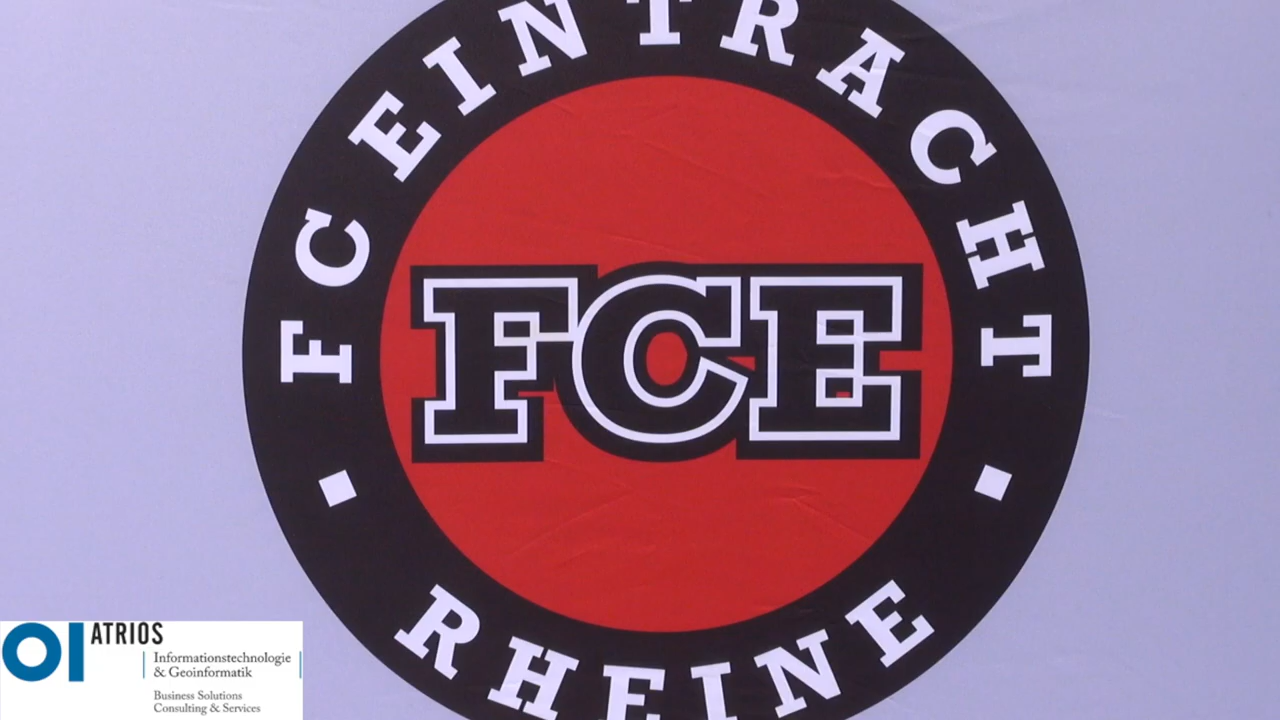 FC EINTRACHT
FCE
RHEINE
ATRIOS
Informationstechnologie
& Geoinformatik
Business Solutions
Consulting & Services